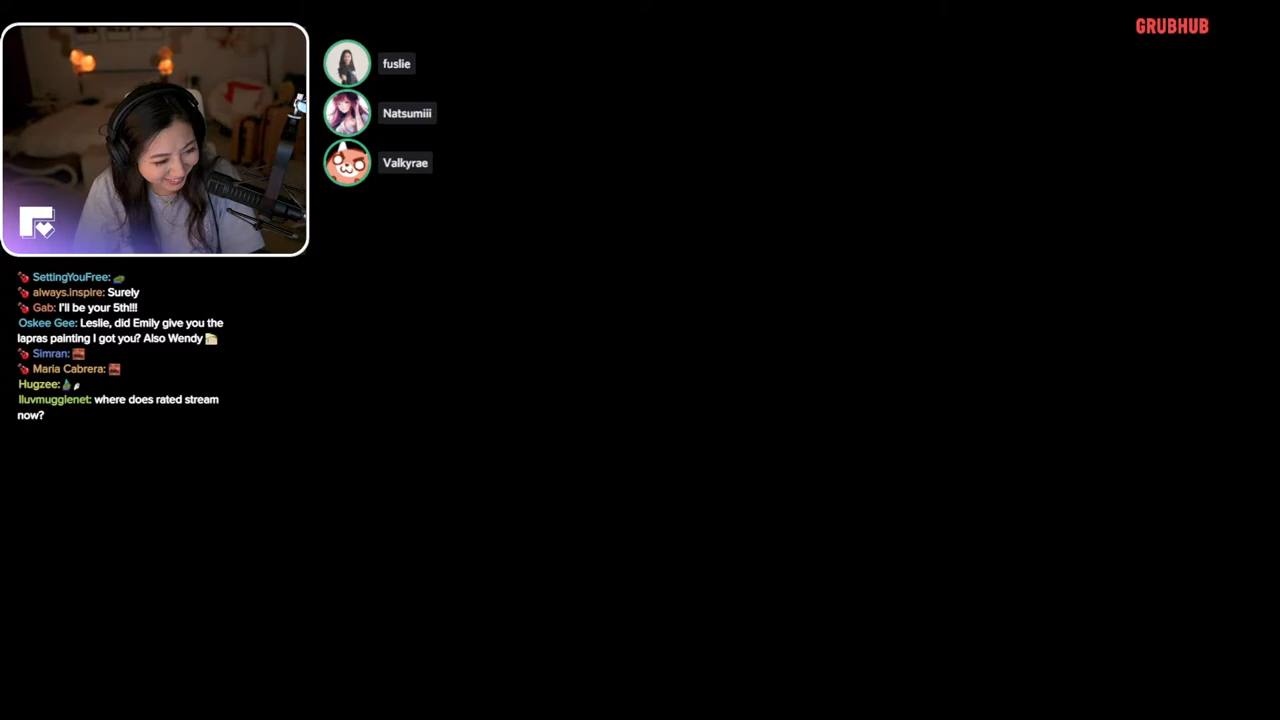 GRUBHUB
fuslie
Natsumiii
Valkyrae
SettingYouFree:
always.inspire: Surely
Gab: I'll be your 5th!!!
Oskee Gee: Leslie, did Emily give you the
lapras painting I got you? Also Wendy
Simran:
Maria Cabrera:
Hugzee:
lluvmugglenet: where does rated stream
now?